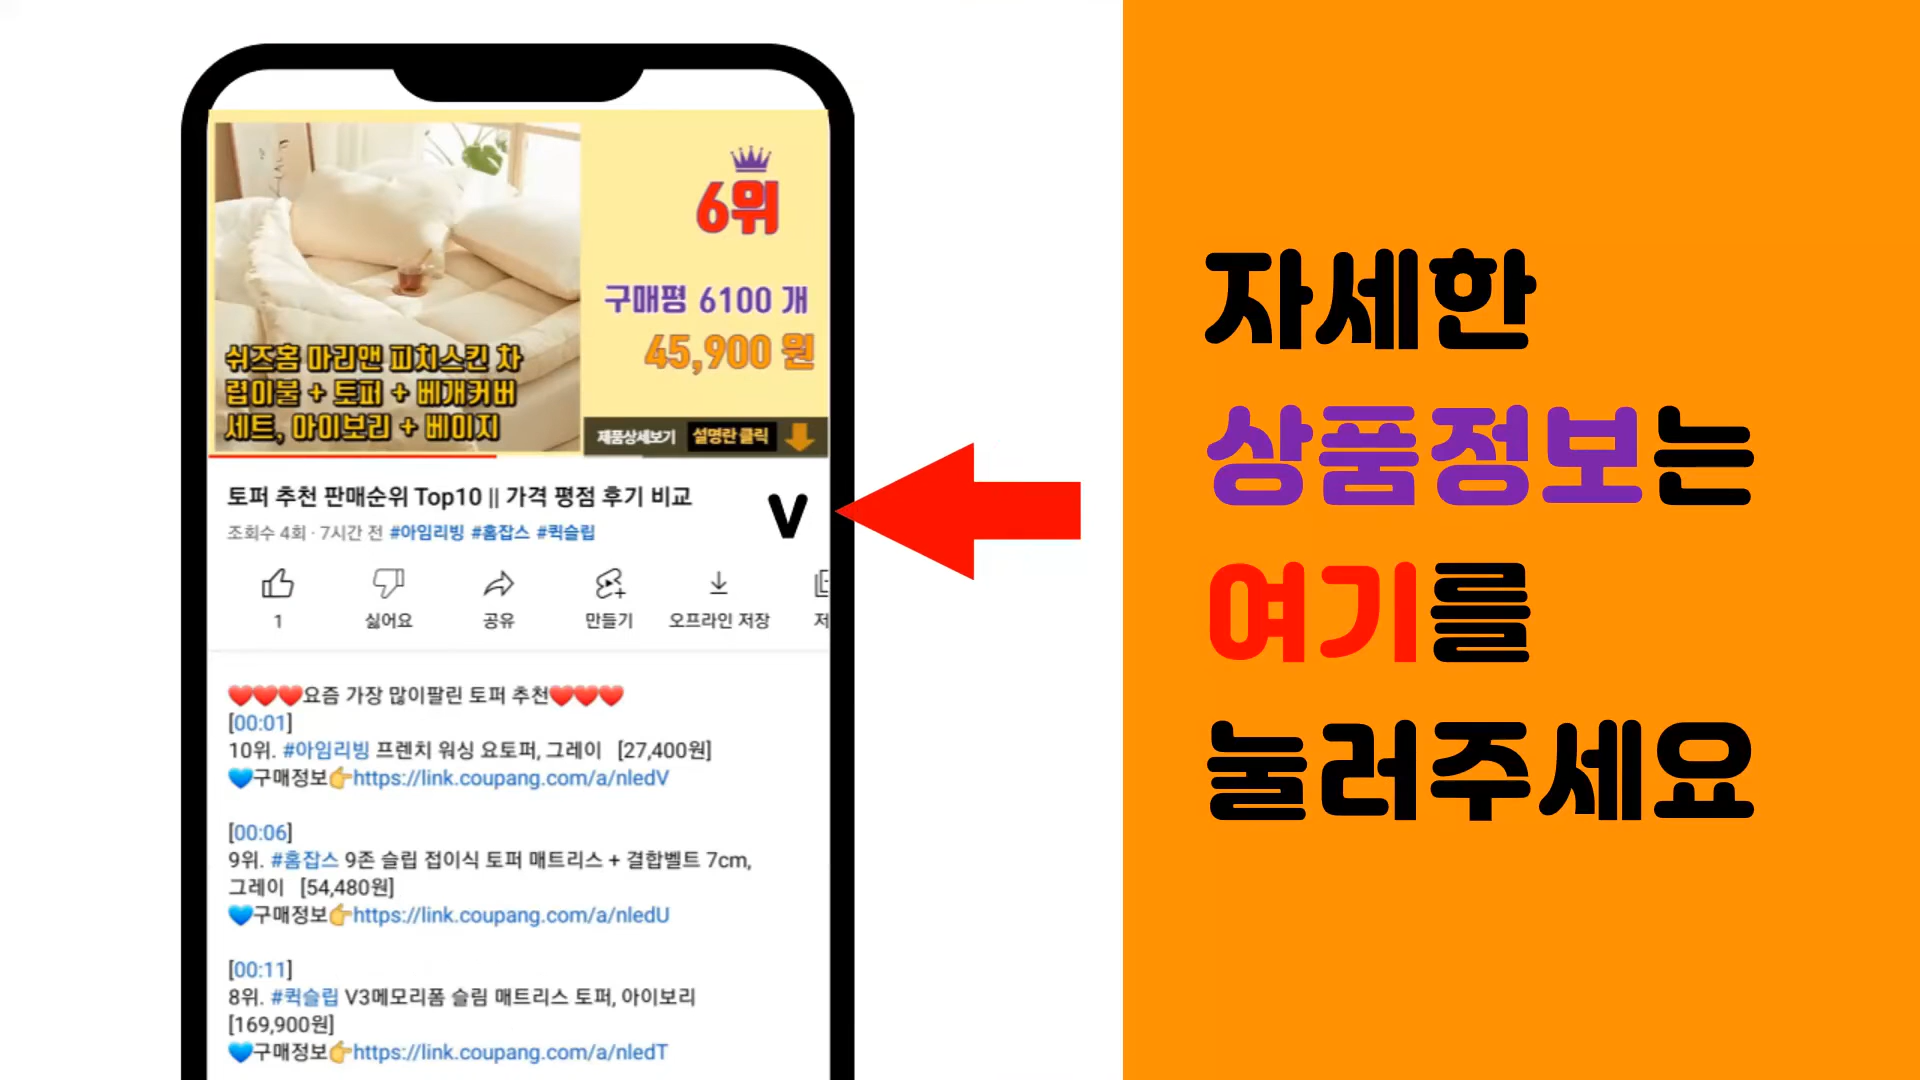 6위
구매평 6100 개
45,900 원
쉬즈홈 마리앤 피치스킨 차
렵이불 + 토퍼 + 베개커버
세트, 아이보리 + 베이지
제품상세보기 설명란 클릭
토퍼 추천 판매순위 Top10 || 가격 평점 후기 비교
V
조회수 4회 · 7시간 전 #아임리빙 #홈잡스 #퀵슬립
1 싫어요 공유 만들기 오프라인 저장 저
❤️❤️❤️요즘 가장 많이팔린 토퍼 추천❤️❤️❤️
[00:01]
10위. #아임리빙 프렌치 워싱 요토퍼, 그레이 [27,400원]
💙구매정보👉https://link.coupang.com/a/nledV
[00:06]
9위. #홈잡스 9존 슬립 접이식 토퍼 매트리스 + 결합벨트 7cm,
그레이 [54,480원]
💙구매정보👉https://link.coupang.com/a/nledU
[00:11]
8위. #퀵슬립 V3메모리폼 슬림 매트리스 토퍼, 아이보리
[169,900원]
💙구매정보👉https://link.coupang.com/a/nledT
자세한
상품정보는
여기를
눌러주세요